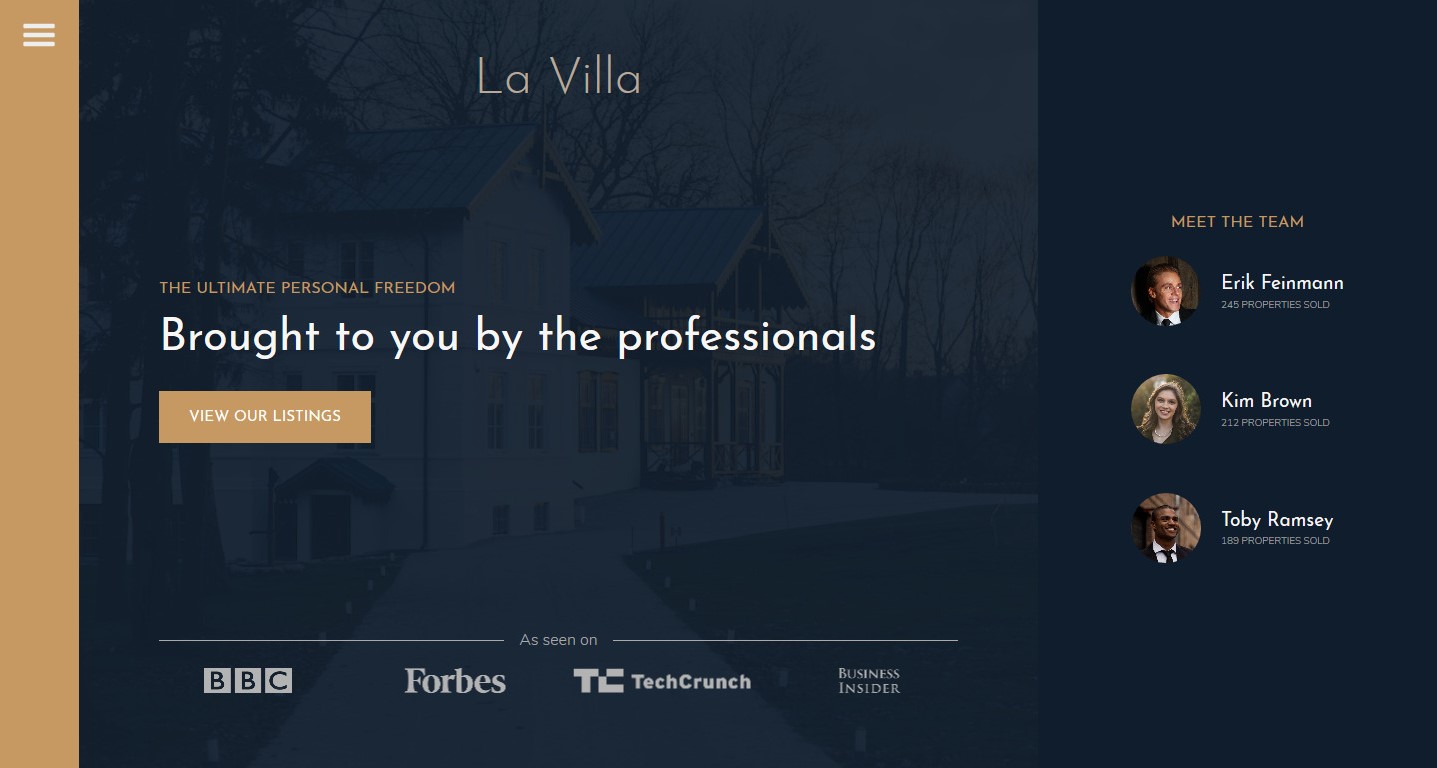 La Villa
THE ULTIMATE PERSONAL FREEDOM
Brought to you by the professionals
VIEW OUR LISTINGS
As seen on
BBC
Forbes
TC TechCrunch
BUSINESS
INSIDER
MEET THE TEAM
Erik Feinmann
245 PROPERTIES SOLD
Kim Brown
212 PROPERTIES SOLD
Toby Ramsey
189 PROPERTIES SOLD